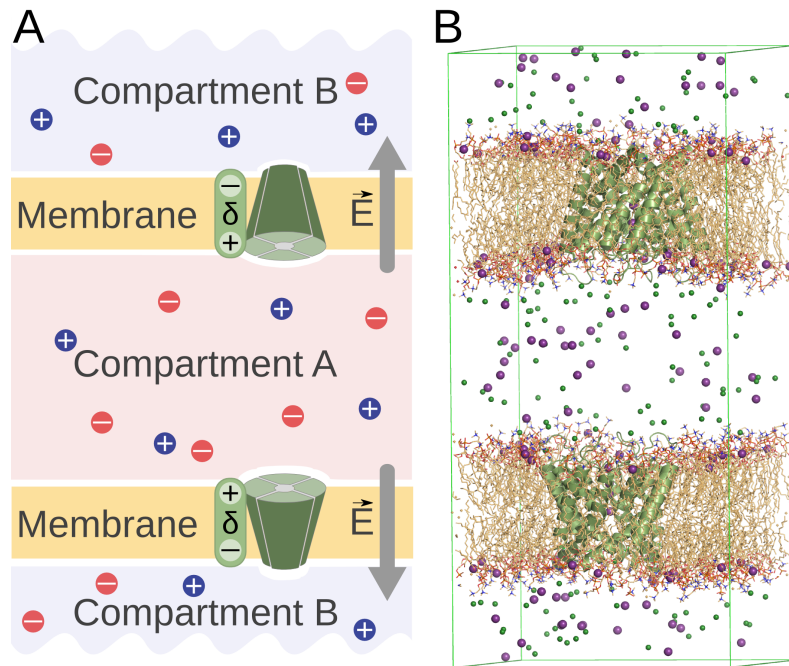 A
B
Compartment B
Membrane
−
δ
+
E
Compartment A
Membrane
+
δ
−
E
Compartment B